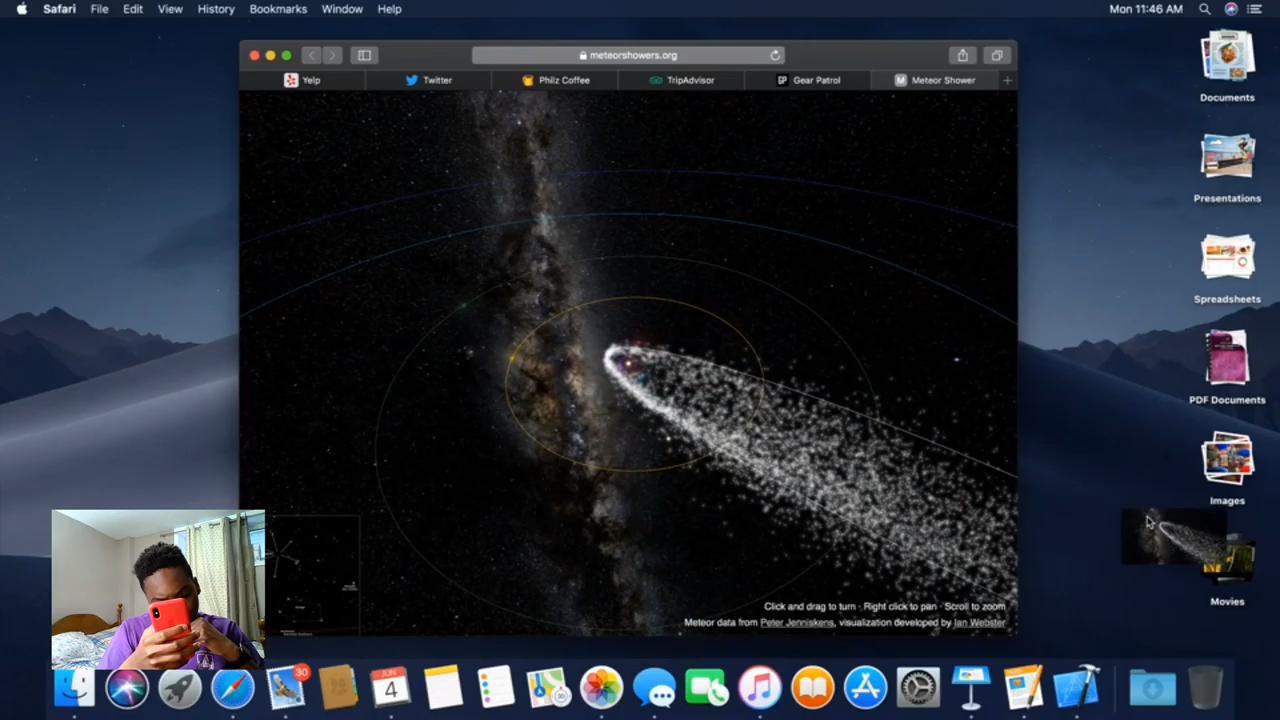 Safari File Edit View History Bookmarks Window Help Mon 11:46 AM
meteorshowers.org
Yelp Twitter Philz Coffee TripAdvisor GP Gear Patrol M Meteor Shower
Documents
Presentations
Spreadsheets
PDF Documents
Images
Movies
Click and drag to turn · Right click to pan · Scroll to zoom
Meteor data from Peter Jenniskens, visualization developed by Ian Webster
30
JUN
4